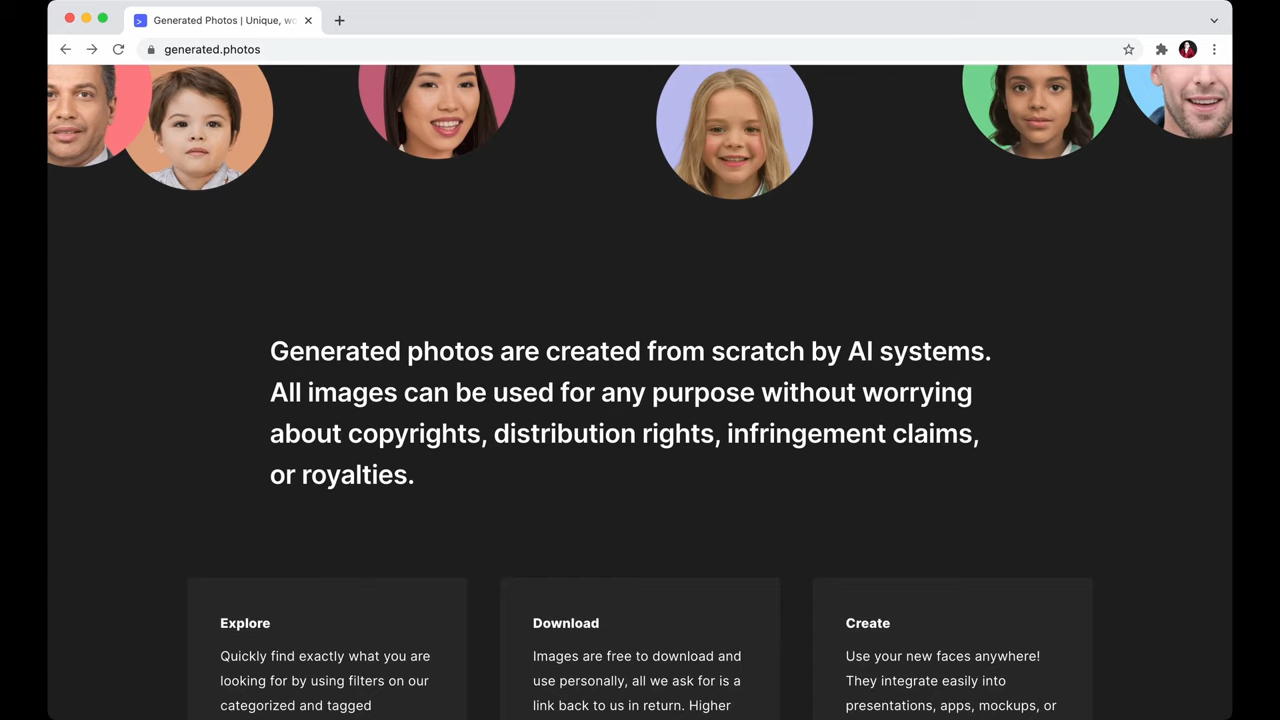 Generated Photos | Unique, wo
generated.photos
Generated photos are created from scratch by AI systems.
All images can be used for any purpose without worrying
about copyrights, distribution rights, infringement claims,
or royalties.
Explore
Quickly find exactly what you are
looking for by using filters on our
categorized and tagged
Download
Images are free to download and
use personally, all we ask for is a
link back to us in return. Higher
Create
Use your new faces anywhere!
They integrate easily into
presentations, apps, mockups, or